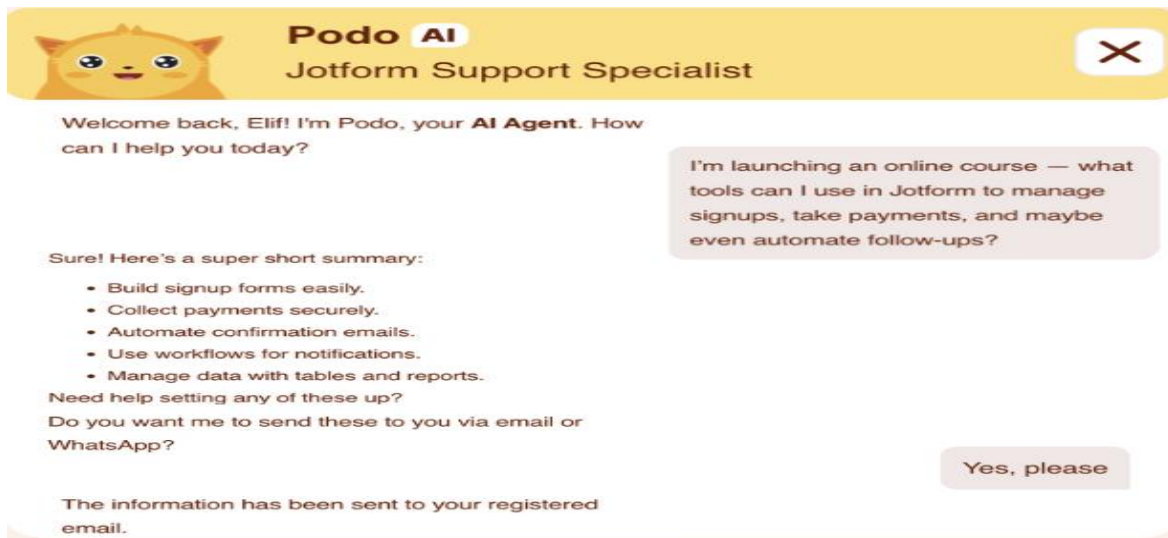 Podo AI
Jotform Support Specialist
Welcome back, Elif! I'm Podo, your AI Agent. How
can I help you today?
I'm launching an online course — what
tools can I use in Jotform to manage
signups, take payments, and maybe
even automate follow-ups?
Sure! Here's a super short summary:
• Build signup forms easily.
• Collect payments securely.
• Automate confirmation emails.
• Use workflows for notifications.
• Manage data with tables and reports.
Need help setting any of these up?
Do you want me to send these to you via email or
WhatsApp?
Yes, please
The information has been sent to your registered
email.